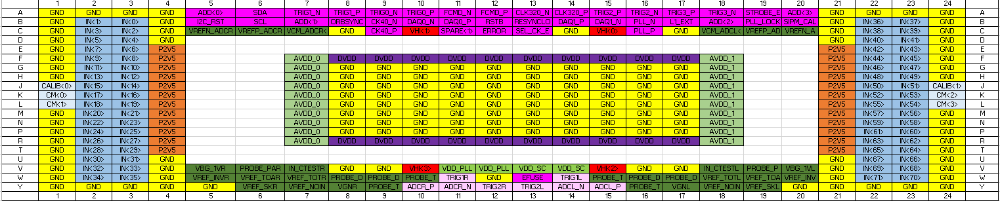 1 2 3 4 5 6 7 8 9 10 11 12 13 14 15 16 17 18 19 20 21 22 23 24
A GND GND GND GND ADD<0> SDA TRIG1_N TRIG1_P TRIG0_N TRIG0_P FCMD_N FCMD_P CLK320_N CLK320_P TRIG2_P TRIG2_N TRIG3_P TRIG3_N STROBE_E ADD<3> GND GND GND GND A
B GND IN<1> IN<0> GND I2C_RST SCL ADD<1> ORBSYNC CK40_N DAQ0_N DAQ0_P RSTB RESYNCLO DAQ1_P DAQ1_N PLL_N L1_EXT ADD<2> PLL_LOCK SIPM_CAL GND IN<36> IN<37> GND B
C GND IN<3> IN<2> GND VREFN_ADCR VREFP_ADCR VCM_ADCR< GND CK40_P VHI<1> SPARE<1> ERROR SEL_CK_E GND VHI<0> PLL_P GND VCM_ADCL< VREFP_AD VREFN_A GND IN<38> IN<39> GND C
D GND IN<5> IN<4> GND GND IN<40> IN<41> GND D
E GND IN<7> IN<6> P2V5 P2V5 IN<42> IN<43> GND E
F GND IN<9> IN<8> P2V5 AVDD_0 DVDD DVDD DVDD DVDD DVDD DVDD DVDD DVDD DVDD DVDD AVDD_1 P2V5 IN<44> IN<45> GND F
G GND IN<11> IN<10> P2V5 AVDD_0 GND GND GND GND GND GND GND GND GND GND AVDD_1 P2V5 IN<46> IN<47> GND G
H GND IN<13> IN<12> P2V5 AVDD_0 GND GND GND GND GND GND GND GND GND GND AVDD_1 P2V5 IN<48> IN<49> GND H
J CALIB<0> IN<15> IN<14> P2V5 AVDD_0 GND GND GND GND GND GND GND GND GND GND AVDD_1 P2V5 IN<50> IN<51> CALIB<1> J
K CM<0> IN<17> IN<16> P2V5 AVDD_0 GND GND GND GND GND GND GND GND GND GND AVDD_1 P2V5 IN<52> IN<53> CM<2> K
L CM<1> IN<18> IN<19> P2V5 AVDD_0 GND GND GND GND GND GND GND GND GND GND AVDD_1 P2V5 IN<55> IN<54> CM<3> L
M GND IN<20> IN<21> P2V5 AVDD_0 GND GND GND GND GND GND GND GND GND GND AVDD_1 P2V5 IN<57> IN<56> GND M
N GND IN<22> IN<23> P2V5 AVDD_0 GND GND GND GND GND GND GND GND GND GND AVDD_1 P2V5 IN<59> IN<58> GND N
P GND IN<24> IN<25> P2V5 AVDD_0 GND GND GND GND GND GND GND GND GND GND AVDD_1 P2V5 IN<61> IN<60> GND P
R GND IN<26> IN<27> P2V5 AVDD_0 DVDD DVDD DVDD DVDD DVDD DVDD DVDD DVDD DVDD DVDD AVDD_1 P2V5 IN<63> IN<62> GND R
T GND IN<28> IN<29> P2V5 P2V5 IN<65> IN<64> GND T
U GND IN<30> IN<31> GND GND IN<67> IN<66> GND U
V GND IN<32> IN<33> GND VBG_1VR PROBE_PAR IN_CTESTR GND GND VHI<3> VDD_PLL VDD_PLL VDD_SC VDD_SC VHI<2> GND GND IN_CTESTL PROBE_P VBG_1VL GND IN<69> IN<68> GND V
W GND IN<34> IN<35> GND VREF_INVR VREF_TOAR VREF_TOTR PROBE_D PROBE_D PROBE_T TRIG1R GND EFUSE TRIG1L PROBE_T PROBE_D PROBE_D VREF_TOTL VREF_TOA VREF_INV GND IN<71> IN<70> GND W
Y GND GND GND GND GND VREF_SKR VREF_NOIN VGNR PROBE_T ADCR_P ADCR_N TRIG2R TRIG2L ADCL_N ADCL_P PROBE_T VGNL VREF_NOIN VREF_SKL GND GND GND GND GND Y
1 2 3 4 5 6 7 8 9 10 11 12 13 14 15 16 17 18 19 20 21 22 23 24